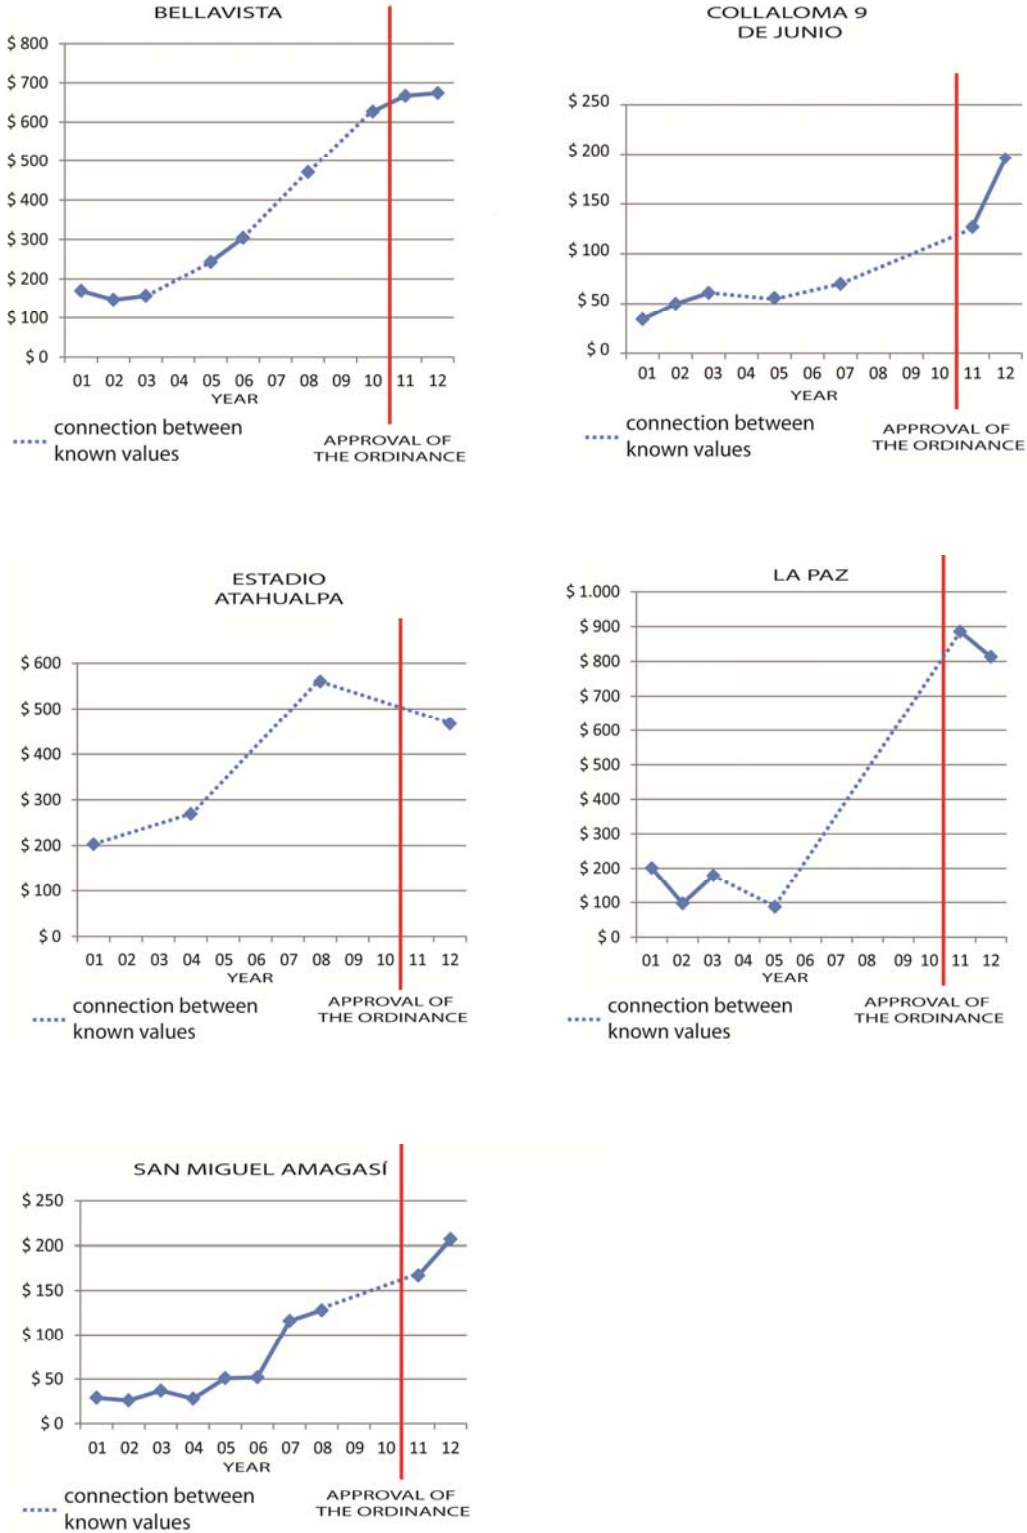 BELLAVISTA
$ 800
$ 700
$ 600
$ 500
$ 400
$ 300
$ 200
$ 100
$ 0
01 02 03 04 05 06 08 09 10 11 12
YEAR
connection between
known values
APPROVAL OF
THE ORDINANCE
COLLALOMA 9
DE JUNIO
$ 250
$ 200
$ 150
$ 100
$ 50
$ 0
01 02 03 04 05 06 07 08 09 10 11 12
YEAR
connection between
known values
APPROVAL OF
THE ORDINANCE
ESTADIO
ATAHUALPA
$ 600
$ 500
$ 400
$ 300
$ 200
$ 100
$ 0
01 02 03 04 05 06 07 08 09 10 11 12
YEAR
connection between
known values
APPROVAL OF
THE ORDINANCE
LA PAZ
$ 1.000
$ 900
$ 800
$ 700
$ 600
$ 500
$ 400
$ 300
$ 200
$ 100
$ 0
01 02 03 04 05 06 07 08 09 10 11 12
YEAR
connection between
known values
APPROVAL OF
THE ORDINANCE
SAN MIGUEL AMAGASÍ
$ 250
$ 200
$ 150
$ 100
$ 50
$ 0
01 02 03 04 05 06 07 08 09 10 11 12
YEAR
connection between
known values
APPROVAL OF
THE ORDINANCE